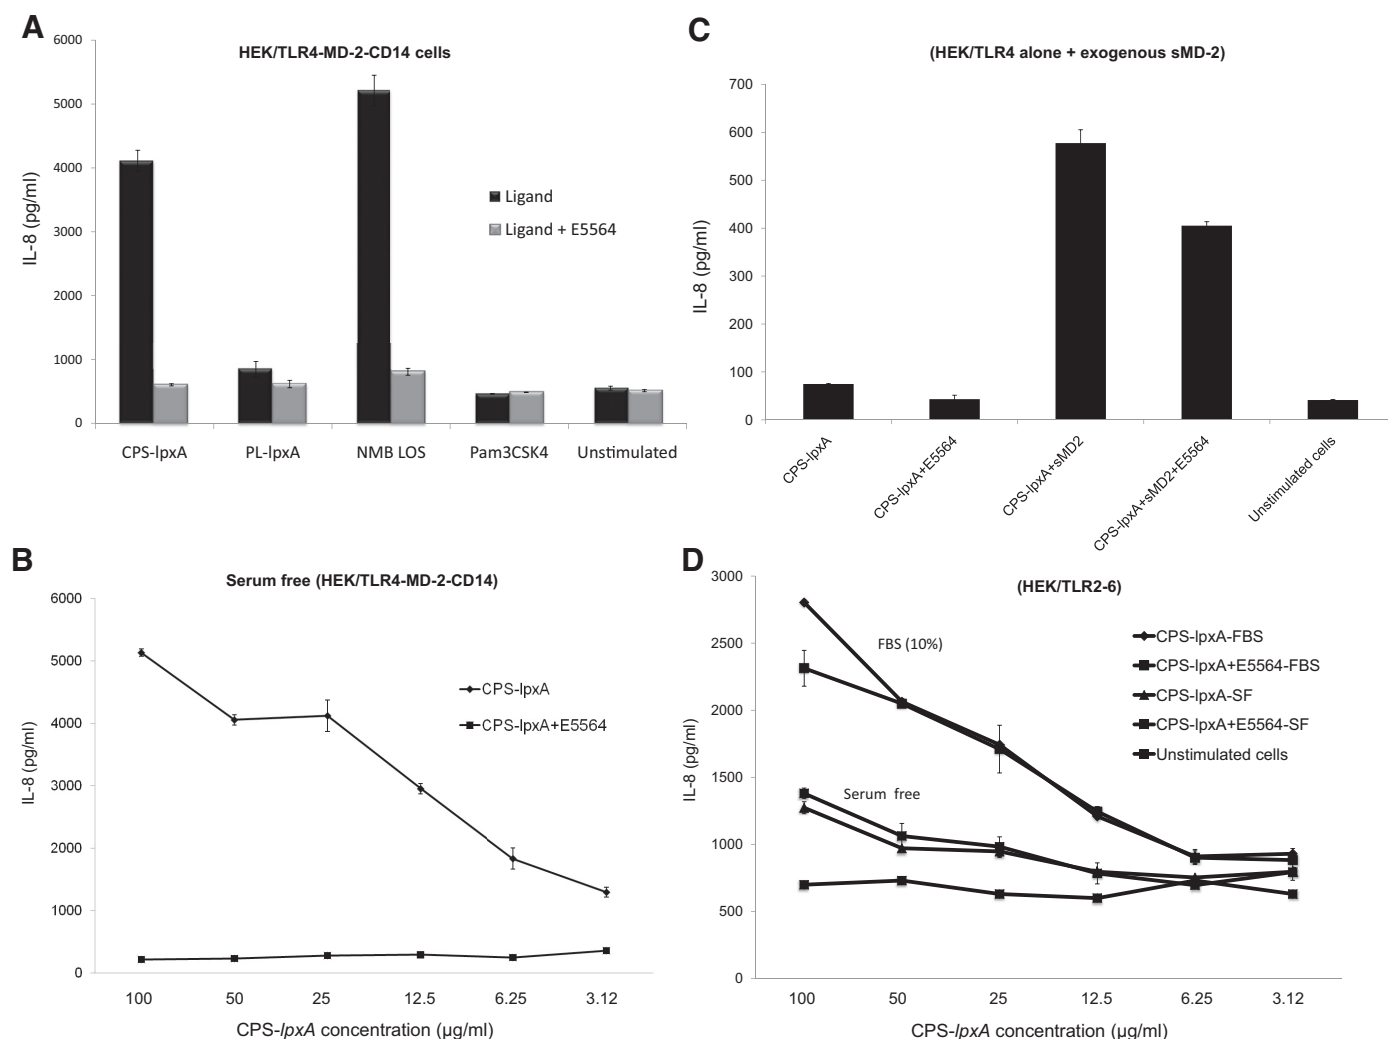 A
HEK/TLR4-MD-2-CD14 cells
IL-8 (pg/ml)
6000
5000
4000
3000
2000
1000
0
Ligand
Ligand + E5564
CPS-lpxA PL-lpxA NMB LOS Pam3CSK4 Unstimulated
C
(HEK/TLR4 alone + exogenous sMD-2)
IL-8 (pg/ml)
700
600
500
400
300
200
100
0
CPS-lpxA
CPS-lpxA+E5564
CPS-lpxA+sMD2
CPS-lpxA+sMD2+E5564
Unstimulated cells
B
Serum free (HEK/TLR4-MD-2-CD14)
IL-8 (pg/ml)
6000
5000
4000
3000
2000
1000
0
CPS-lpxA
CPS-lpxA+E5564
100 50 25 12.5 6.25 3.12
CPS-lpxA concentration (µg/ml)
D
(HEK/TLR2-6)
IL-8 (pg/ml)
3000
2500
2000
1500
1000
500
0
FBS (10%)
Serum free
CPS-lpxA-FBS
CPS-lpxA+E5564-FBS
CPS-lpxA-SF
CPS-lpxA+E5564-SF
Unstimulated cells
100 50 25 12.5 6.25 3.12
CPS-lpxA concentration (µg/ml)